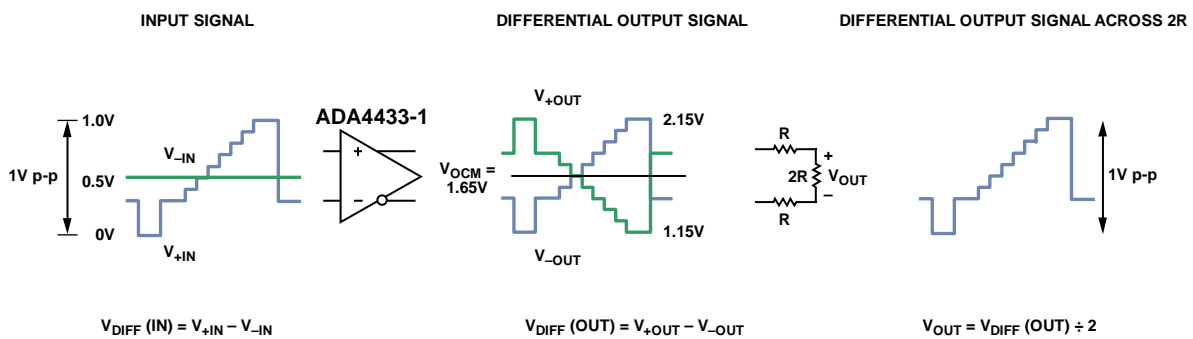 INPUT SIGNAL
1V p-p
1.0V
0.5V
0V
V–IN
V+IN
VDIFF (IN) = V+IN – V–IN
ADA4433-1
+
–
DIFFERENTIAL OUTPUT SIGNAL
V+OUT
2.15V
VOCM =
1.65V
1.15V
V–OUT
VDIFF (OUT) = V+OUT – V–OUT
DIFFERENTIAL OUTPUT SIGNAL ACROSS 2R
R
+
2R VOUT
–
R
1V p-p
VOUT = VDIFF (OUT) ÷ 2